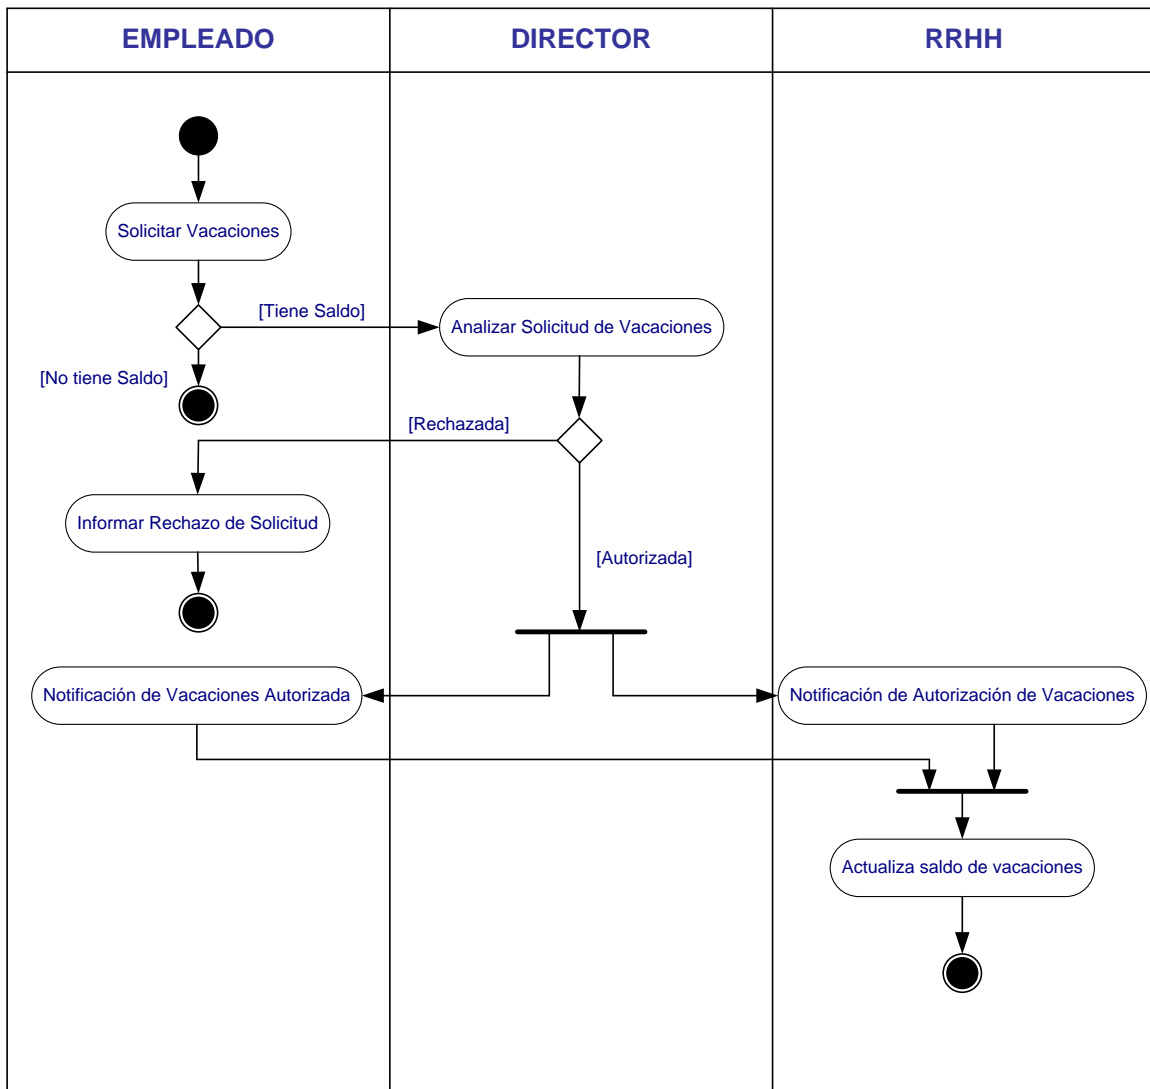 EMPLEADO
DIRECTOR
RRHH
Solicitar Vacaciones
[Tiene Saldo]
Analizar Solicitud de Vacaciones
[No tiene Saldo]
[Rechazada]
Informar Rechazo de Solicitud
[Autorizada]
Notificación de Vacaciones Autorizada
Notificación de Autorización de Vacaciones
Actualiza saldo de vacaciones